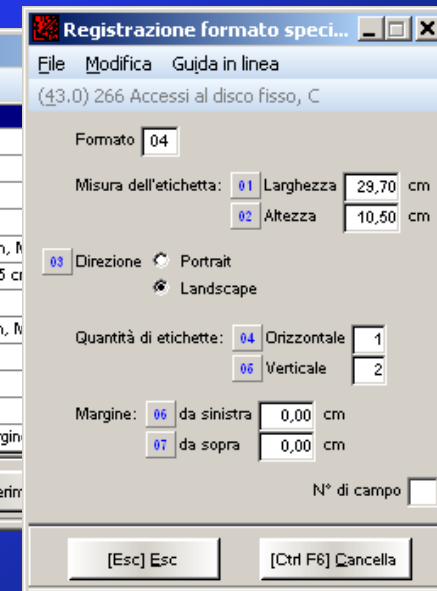 Registrazione formato speci...
File Modifica Guida in linea
(43.0) 266 Accessi al disco fisso, C
Formato 04
Misura dell'etichetta: 01 Larghezza 29,70 cm
02 Altezza 10,50 cm
03 Direzione Portrait
Landscape
Quantità di etichette: 04 Orizzontale 1
05 Verticale 2
Margine: 06 da sinistra 0,00 cm
07 da sopra 0,00 cm
N° di campo
[Esc] Esc [Ctrl F6] Cancella